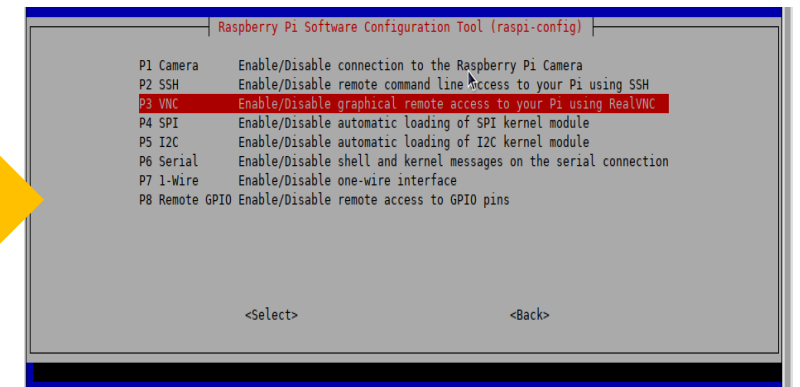 Raspberry Pi Software Configuration Tool (raspi-config)
P1 Camera Enable/Disable connection to the Raspberry Pi Camera
P2 SSH Enable/Disable remote command line access to your Pi using SSH
P3 VNC Enable/Disable graphical remote access to your Pi using RealVNC
P4 SPI Enable/Disable automatic loading of SPI kernel module
P5 I2C Enable/Disable automatic loading of I2C kernel module
P6 Serial Enable/Disable shell and kernel messages on the serial connection
P7 1-Wire Enable/Disable one-wire interface
P8 Remote GPIO Enable/Disable remote access to GPIO pins
<Select> <Back>